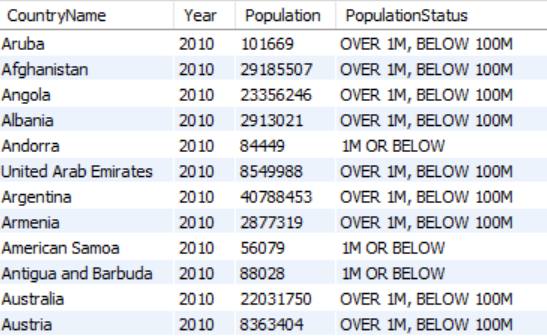 CountryName Year Population PopulationStatus
Aruba 2010 101669 OVER 1M, BELOW 100M
Afghanistan 2010 29185507 OVER 1M, BELOW 100M
Angola 2010 23356246 OVER 1M, BELOW 100M
Albania 2010 2913021 OVER 1M, BELOW 100M
Andorra 2010 84449 1M OR BELOW
United Arab Emirates 2010 8549988 OVER 1M, BELOW 100M
Argentina 2010 40788453 OVER 1M, BELOW 100M
Armenia 2010 2877319 OVER 1M, BELOW 100M
American Samoa 2010 56079 1M OR BELOW
Antigua and Barbuda 2010 88028 1M OR BELOW
Australia 2010 22031750 OVER 1M, BELOW 100M
Austria 2010 8363404 OVER 1M, BELOW 100M